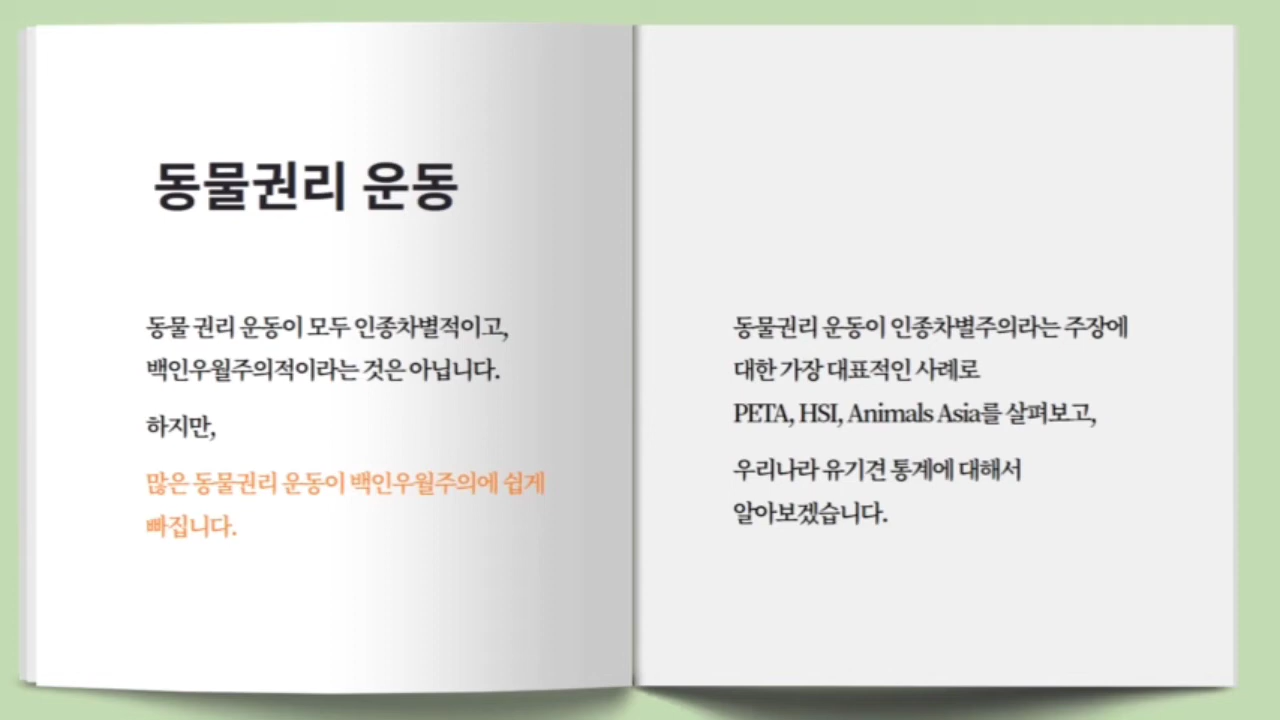 동물권리 운동
동물 권리 운동이 모두 인종차별적이고,
백인우월주의적이라는 것은 아닙니다.
하지만,
많은 동물권리 운동이 백인우월주의에 쉽게
빠집니다.
동물권리 운동이 인종차별주의라는 주장에
대한 가장 대표적인 사례로
PETA, HSI, Animals Asia를 살펴보고,
우리나라 유기견 통계에 대해서
알아보겠습니다.